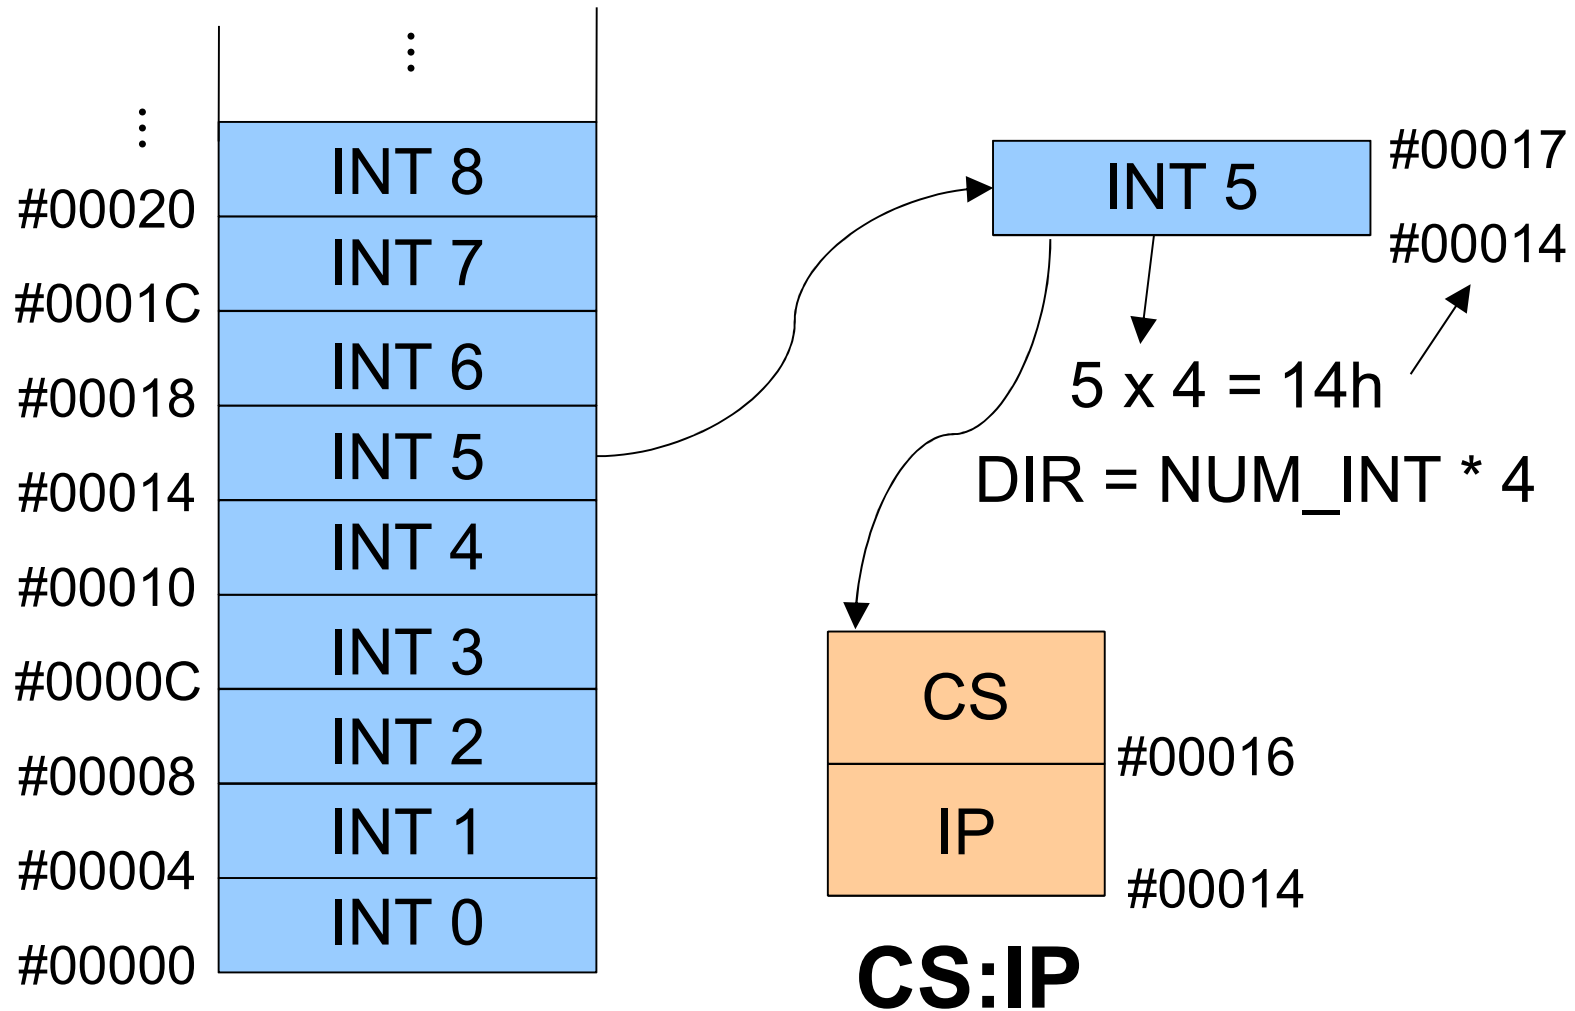 ⋮
⋮
INT 8
#00020
INT 7
#0001C
INT 6
#00018
INT 5
#00014
INT 4
#00010
INT 3
#0000C
INT 2
#00008
INT 1
#00004
INT 0
#00000
INT 5
#00017
#00014
5 x 4 = 14h
DIR = NUM_INT * 4
CS
#00016
IP
#00014
CS:IP